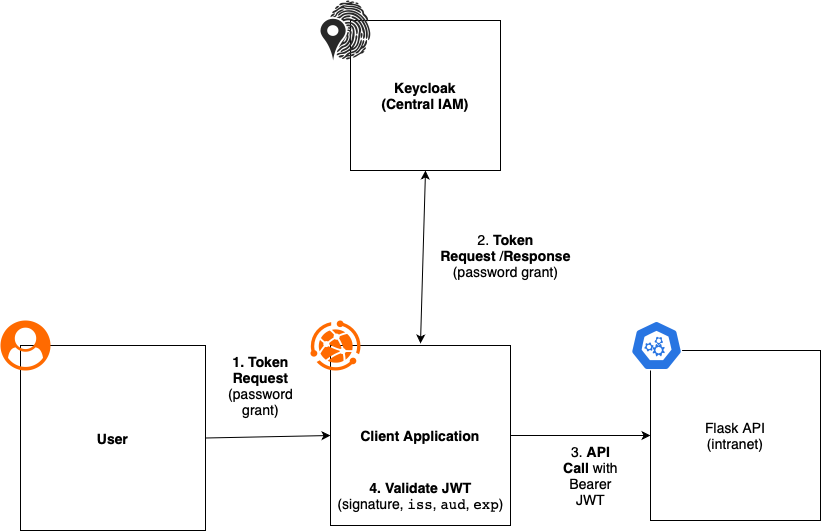 Keycloak
(Central IAM)
2. Token
Request /Response
(password grant)
1. Token
Request
(password
grant)
User
Client Application
4. Validate JWT
(signature, iss, aud, exp)
3. API
Call with
Bearer
JWT
Flask API
(intranet)